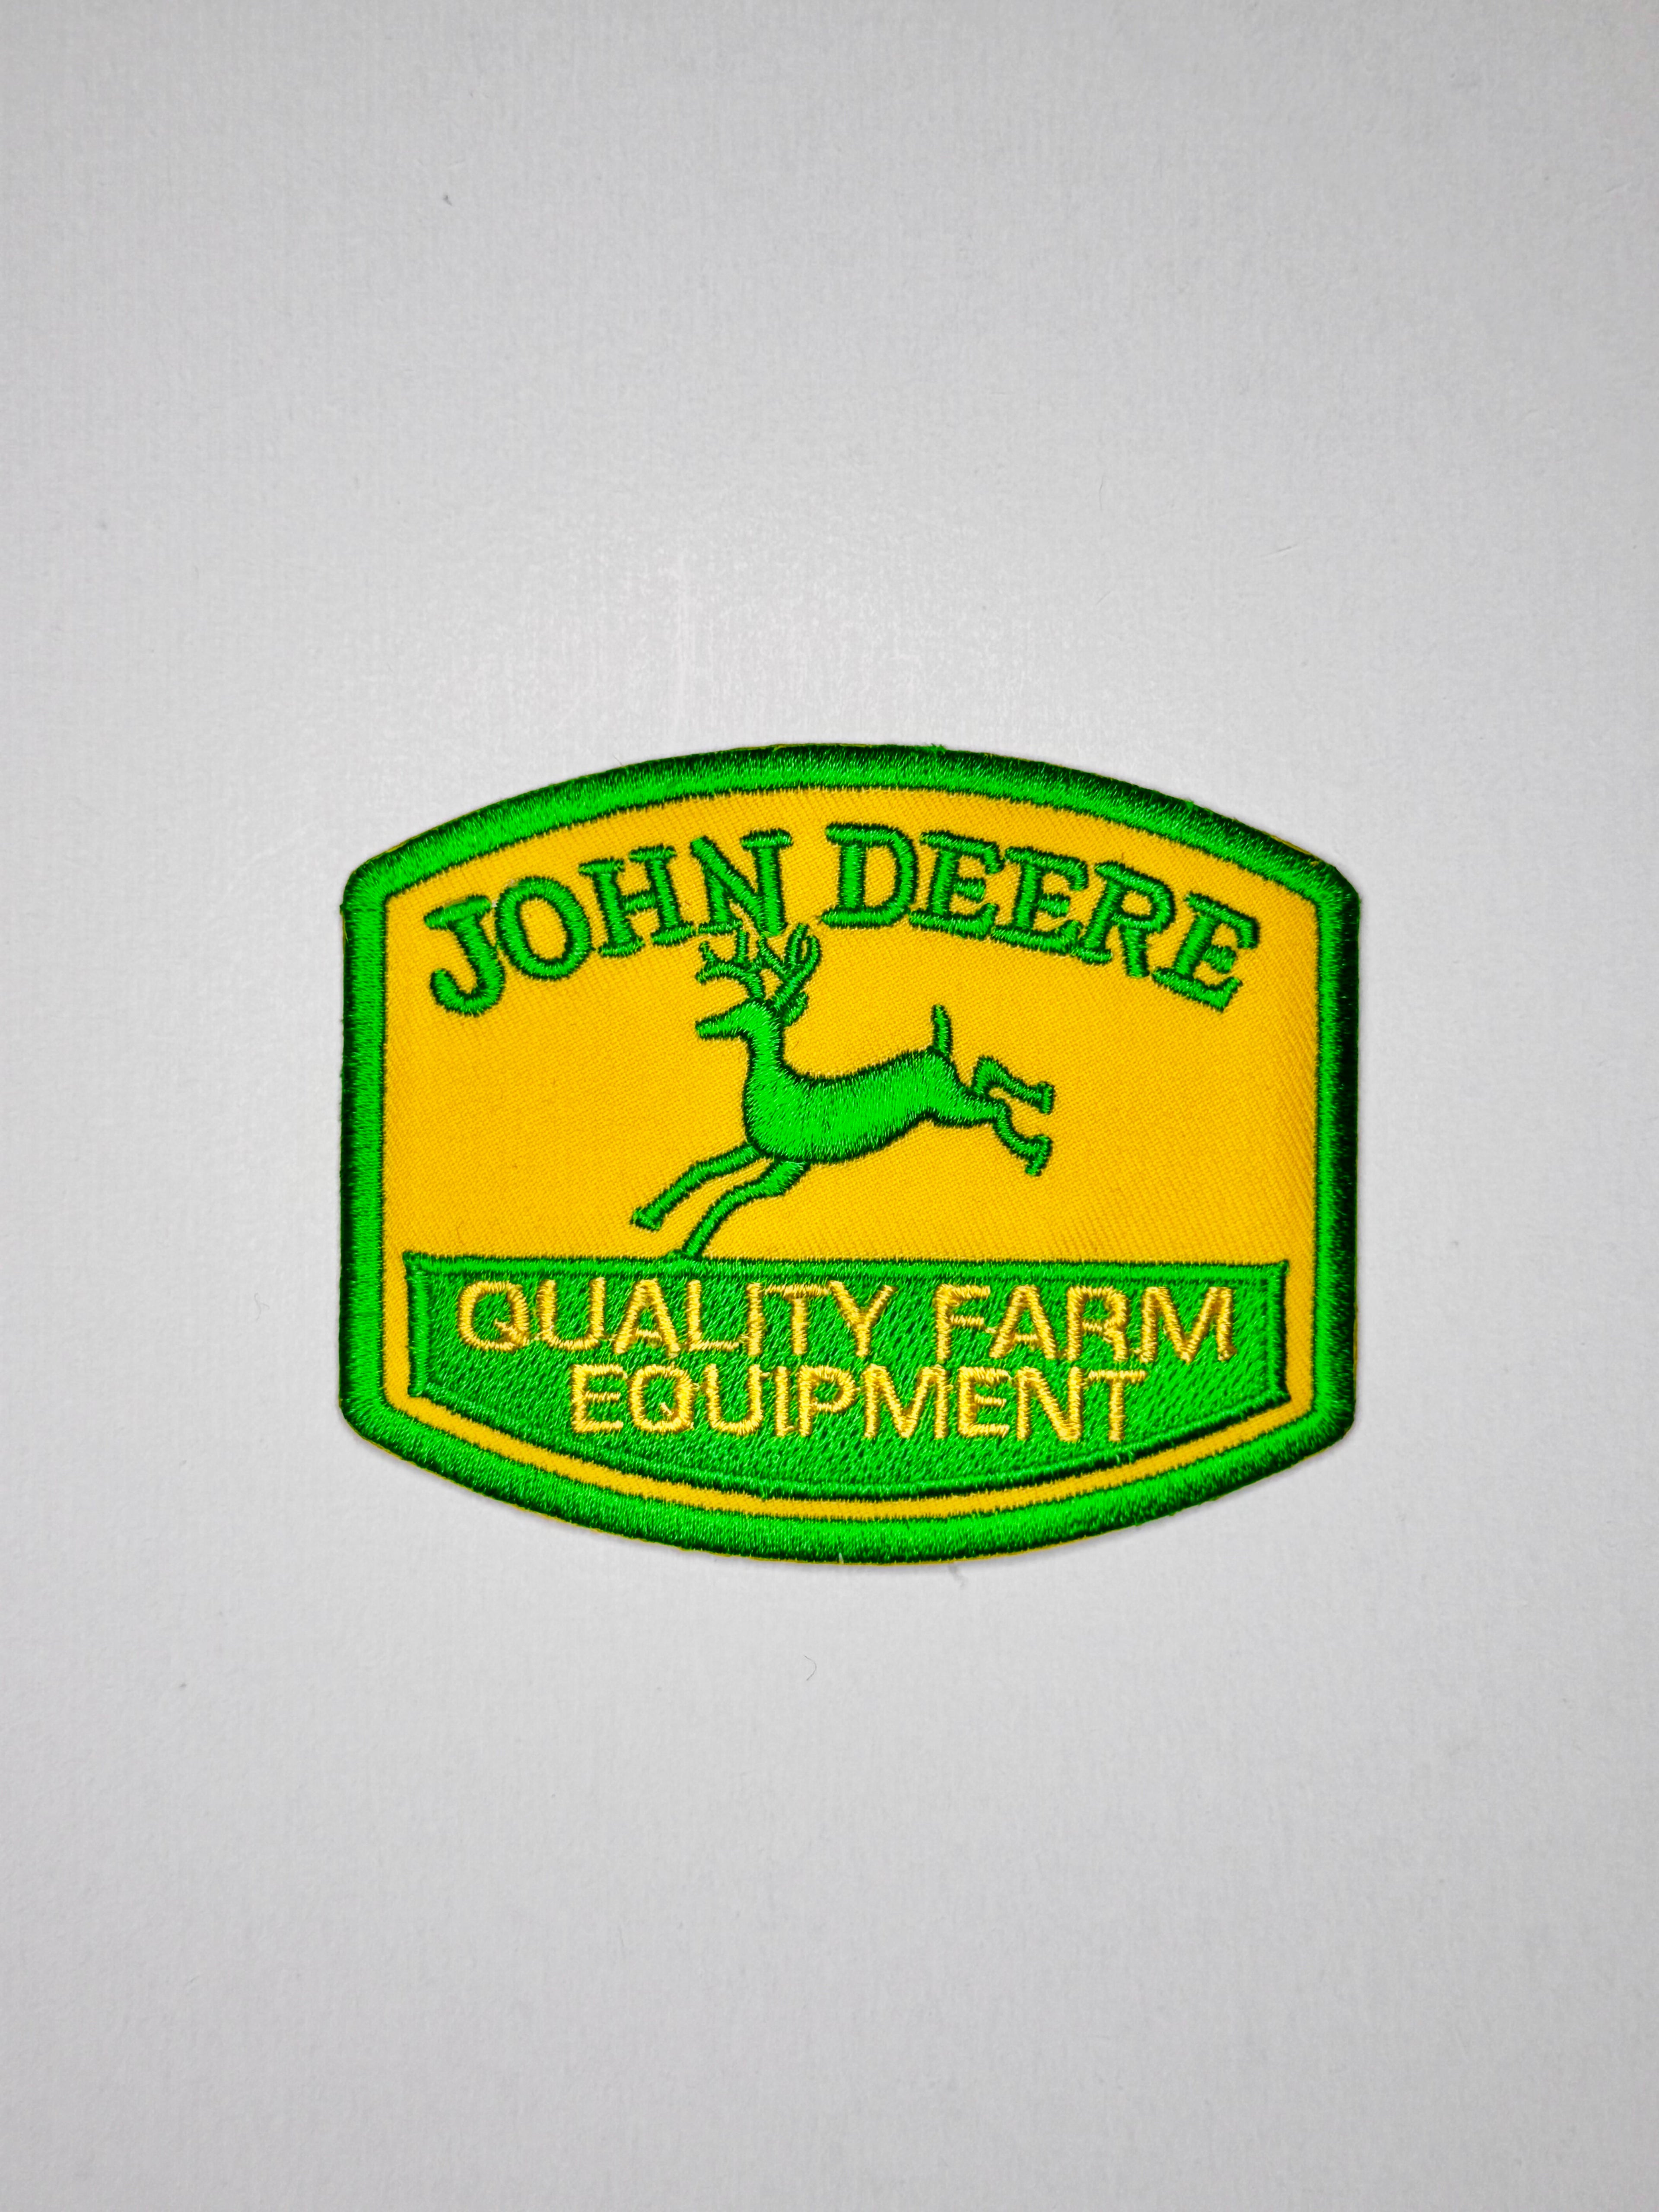 JOHN DEERE
QUALITY FARM
EQUIPMENT